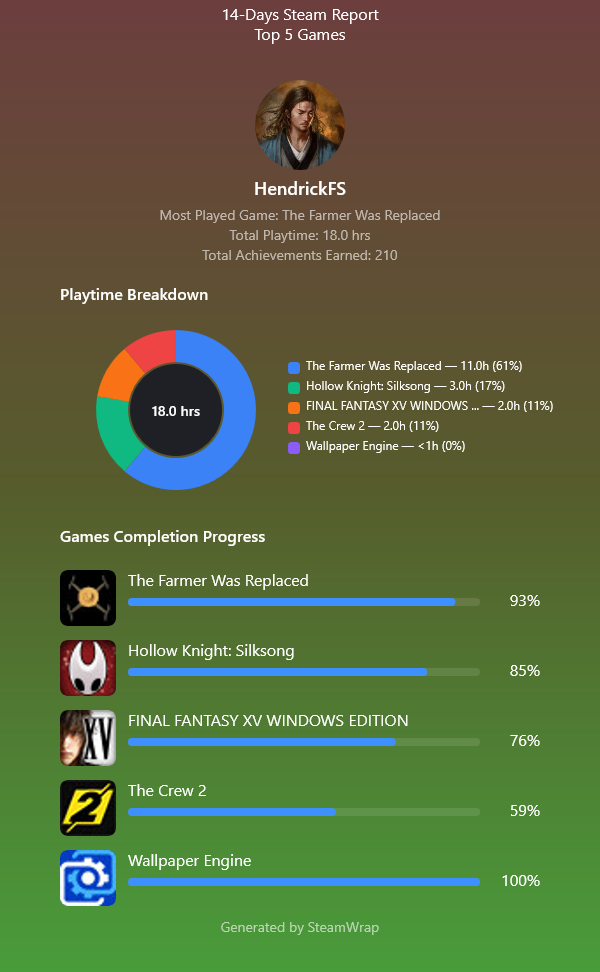 14-Days Steam Report
Top 5 Games
HendrickFS
Most Played Game: The Farmer Was Replaced
Total Playtime: 18.0 hrs
Total Achievements Earned: 210
Playtime Breakdown
18.0 hrs
The Farmer Was Replaced — 11.0h (61%)
Hollow Knight: Silksong — 3.0h (17%)
FINAL FANTASY XV WINDOWS ... — 2.0h (11%)
The Crew 2 — 2.0h (11%)
Wallpaper Engine — <1h (0%)
Games Completion Progress
The Farmer Was Replaced
93%
Hollow Knight: Silksong
85%
XV
FINAL FANTASY XV WINDOWS EDITION
76%
2
The Crew 2
59%
Wallpaper Engine
100%
Generated by SteamWrap